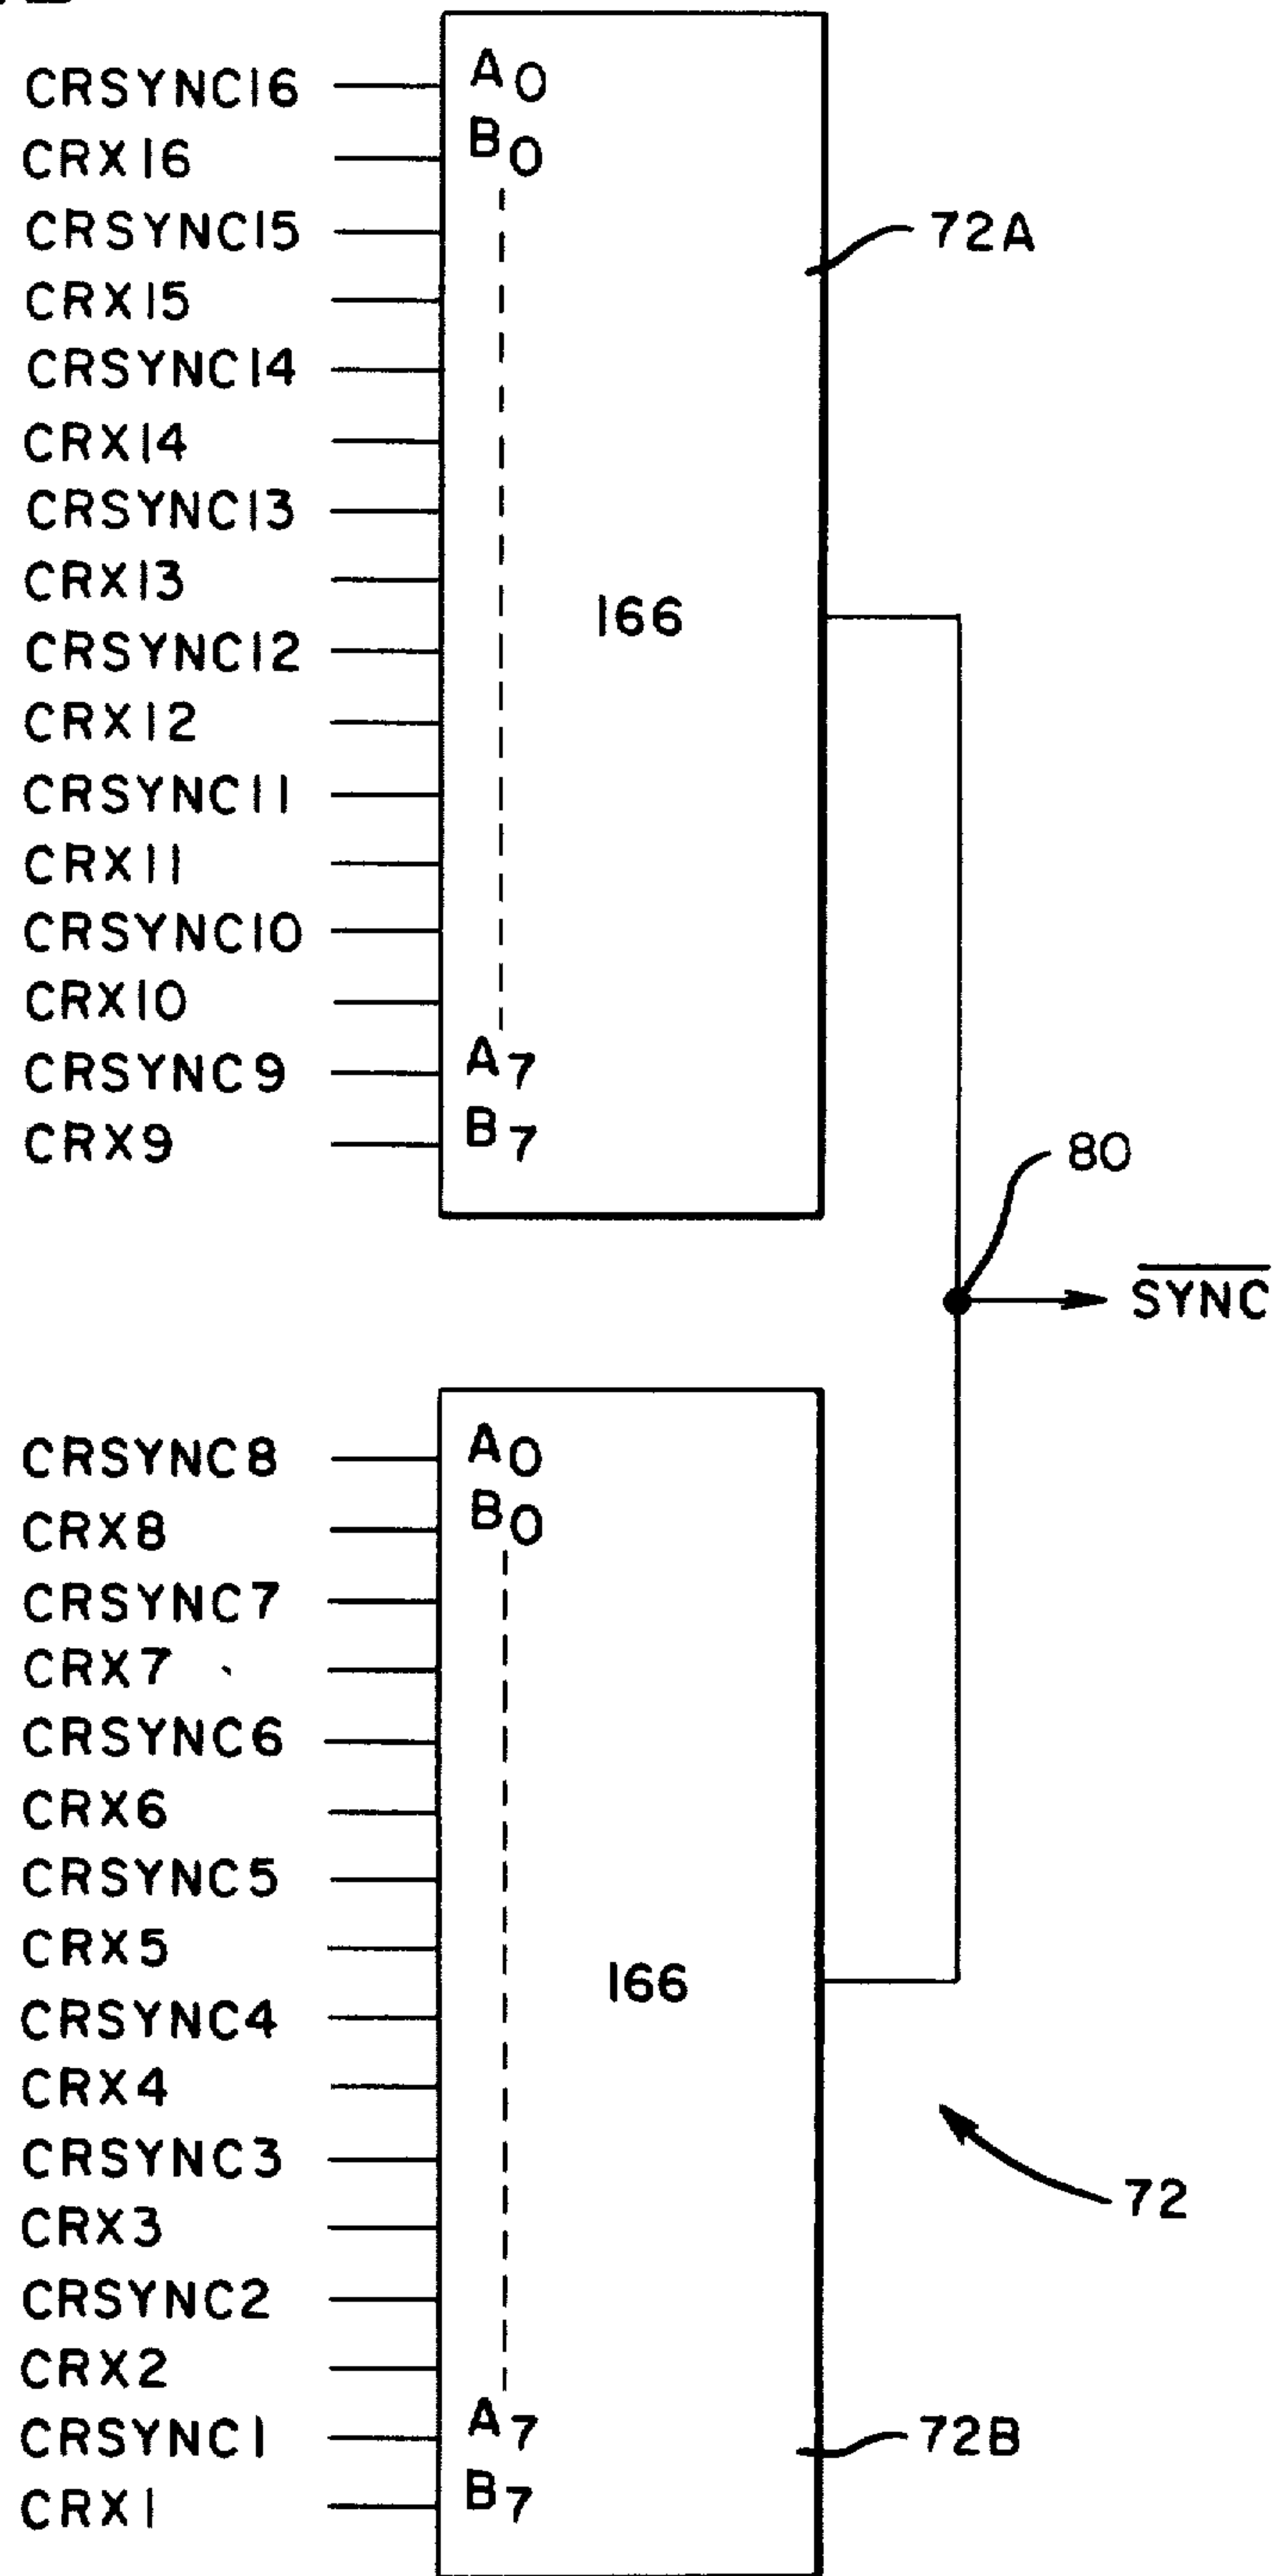 CRSYNC16 A0
CRX16 B0
CRSYNC15 72A
CRX15
CRSYNC14
CRX14
CRSYNC13
CRX13
166
CRSYNC12
CRX12
CRSYNC11
CRX11
CRSYNC10
CRX10
CRSYNC9 A7
CRX9 B7
80
SYNC
CRSYNC8 A0
CRX8 B0
CRSYNC7
CRX7
CRSYNC6
CRX6
CRSYNC5
CRX5
166
CRSYNC4
CRX4
CRSYNC3
CRX3
72
CRSYNC2
CRX2
CRSYNC1 A7 72B
CRX1 B7